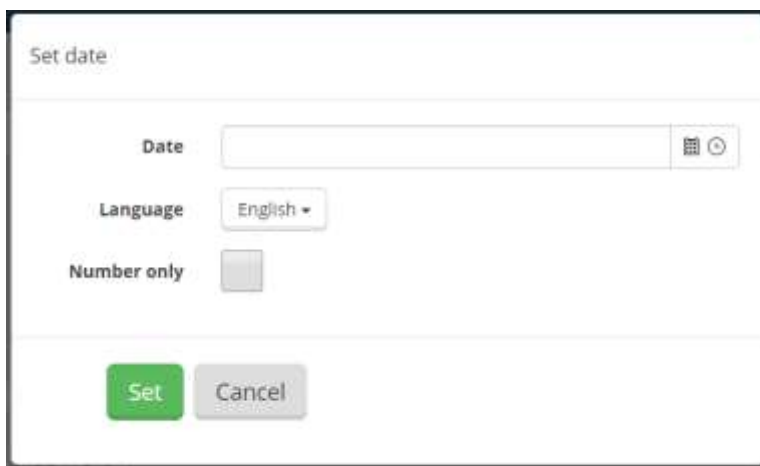 Set date
Date
Language English
Number only
Set Cancel